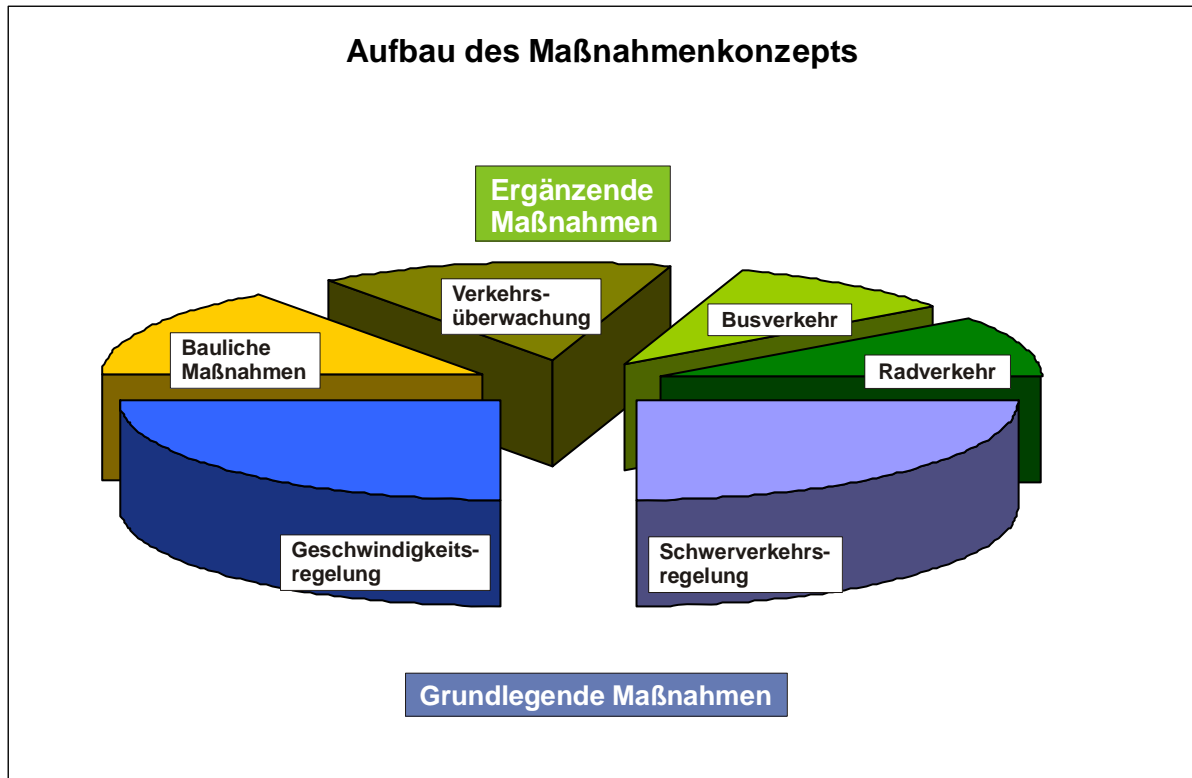 Aufbau des Maßnahmenkonzepts
Ergänzende
Maßnahmen
Verkehrs-
überwachung
Busverkehr
Bauliche
Maßnahmen
Radverkehr
Geschwindigkeits-
regelung
Schwerverkehrs-
regelung
Grundlegende Maßnahmen